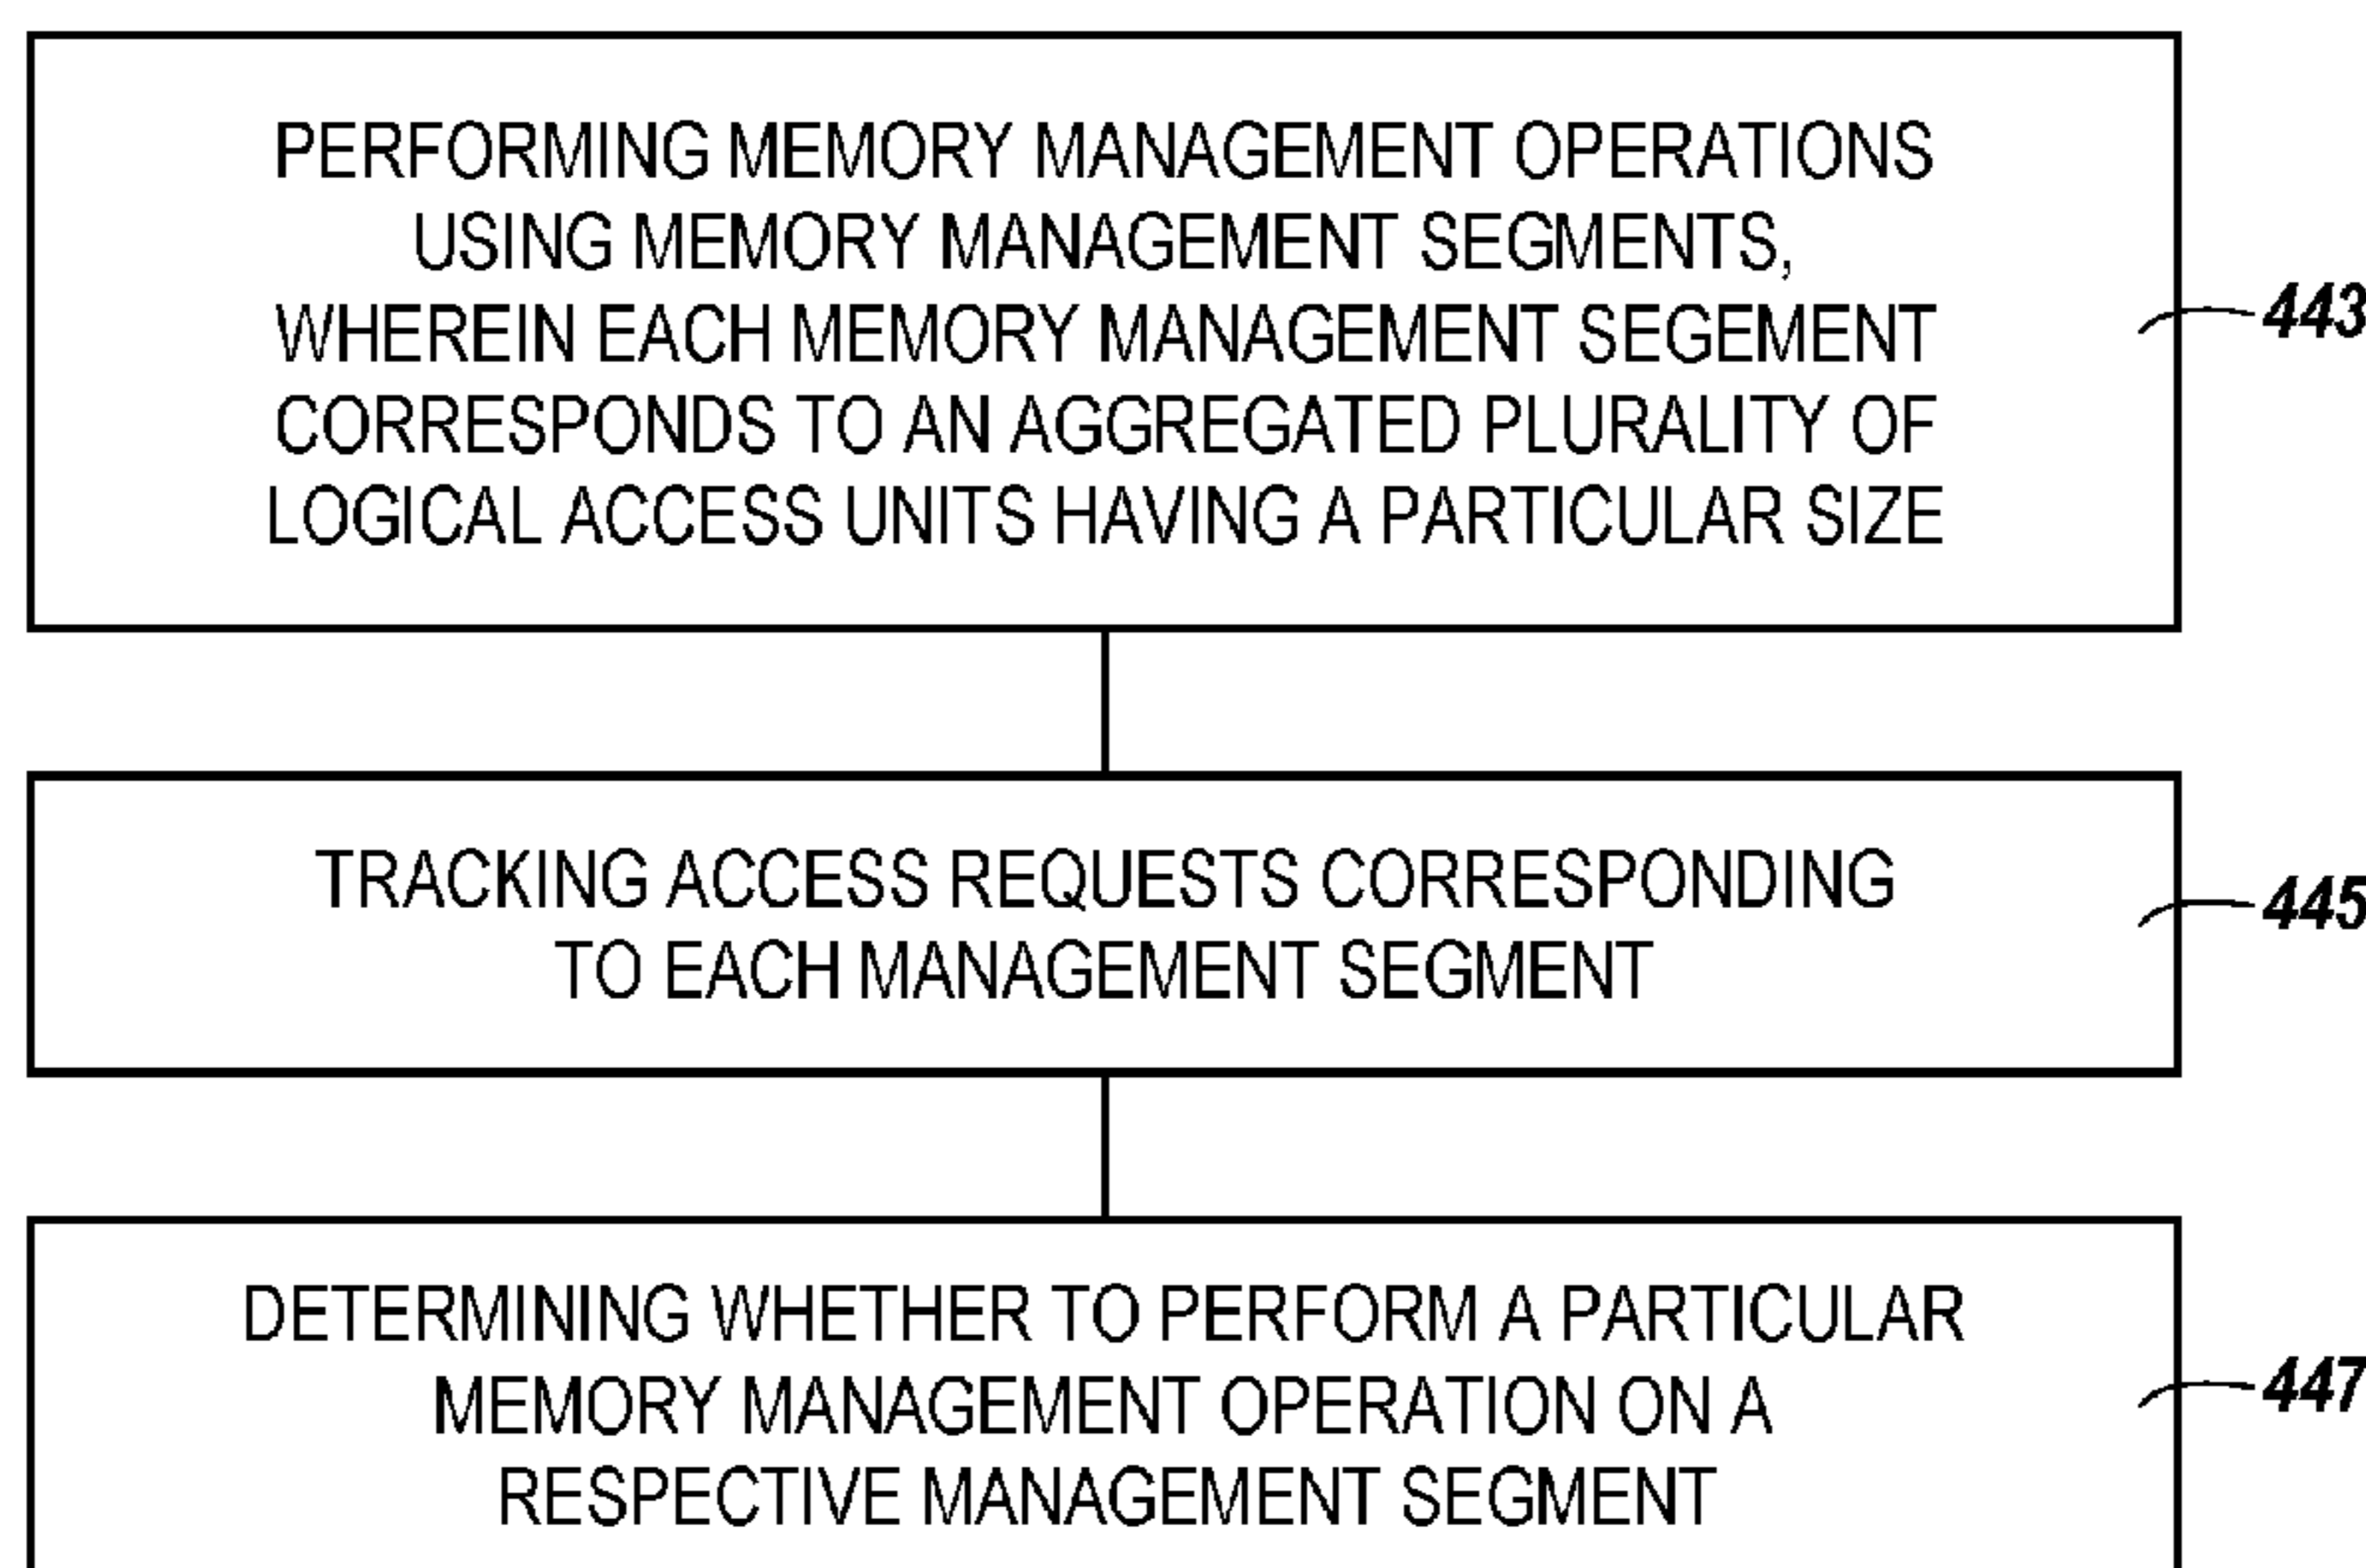 PERFORMING MEMORY MANAGEMENT OPERATIONS
USING MEMORY MANAGEMENT SEGMENTS,
WHEREIN EACH MEMORY MANAGEMENT SEGEMENT
CORRESPONDS TO AN AGGREGATED PLURALITY OF
LOGICAL ACCESS UNITS HAVING A PARTICULAR SIZE
443
TRACKING ACCESS REQUESTS CORRESPONDING
TO EACH MANAGEMENT SEGMENT
445
DETERMINING WHETHER TO PERFORM A PARTICULAR
MEMORY MANAGEMENT OPERATION ON A
RESPECTIVE MANAGEMENT SEGMENT
447